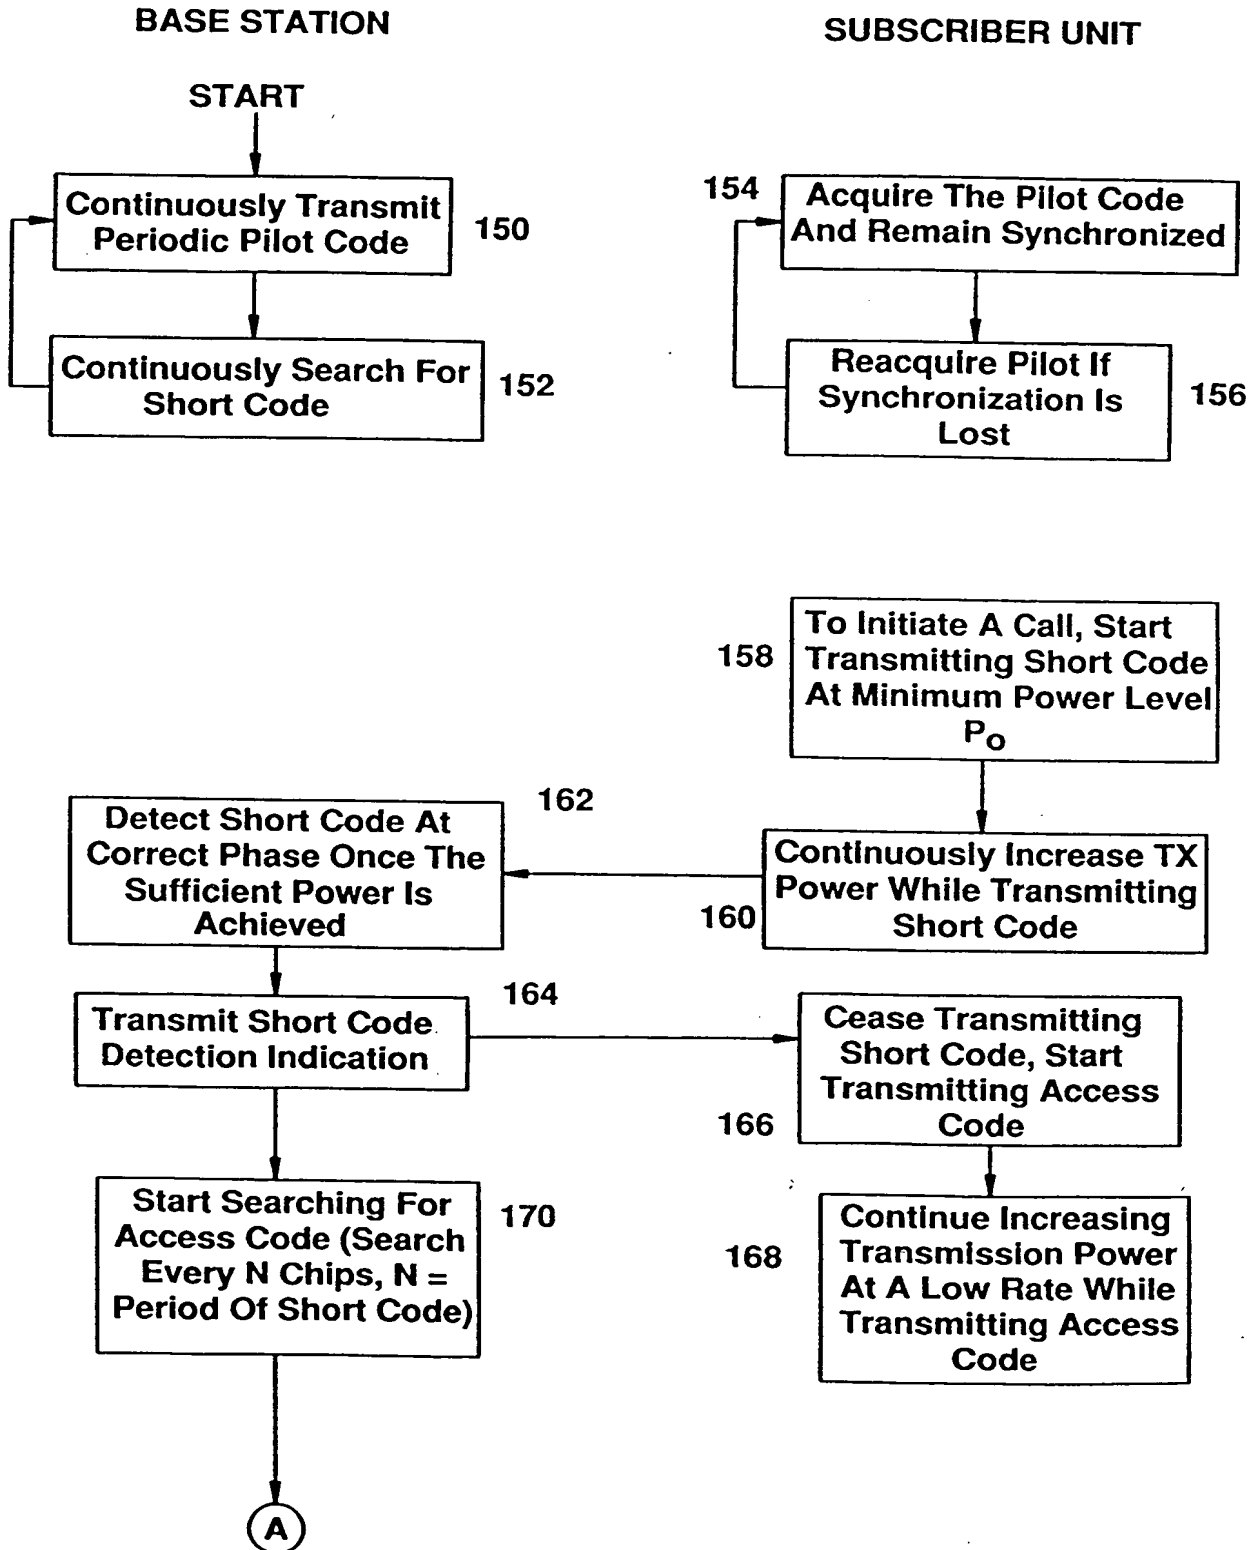 BASE STATION
SUBSCRIBER UNIT
START
Continuously Transmit
Periodic Pilot Code
150
154
Acquire The Pilot Code
And Remain Synchronized
Continuously Search For
Short Code
152
Reacquire Pilot If
Synchronization Is
Lost
156
158
To Initiate A Call, Start
Transmitting Short Code
At Minimum Power Level
Po
162
Detect Short Code At
Correct Phase Once The
Sufficient Power Is
Achieved
Continuously Increase TX
Power While Transmitting
Short Code
160
164
Transmit Short Code
Detection Indication
Cease Transmitting
Short Code, Start
Transmitting Access
Code
166
Start Searching For
Access Code (Search
Every N Chips, N =
Period Of Short Code)
170
168
Continue Increasing
Transmission Power
At A Low Rate While
Transmitting Access
Code
A